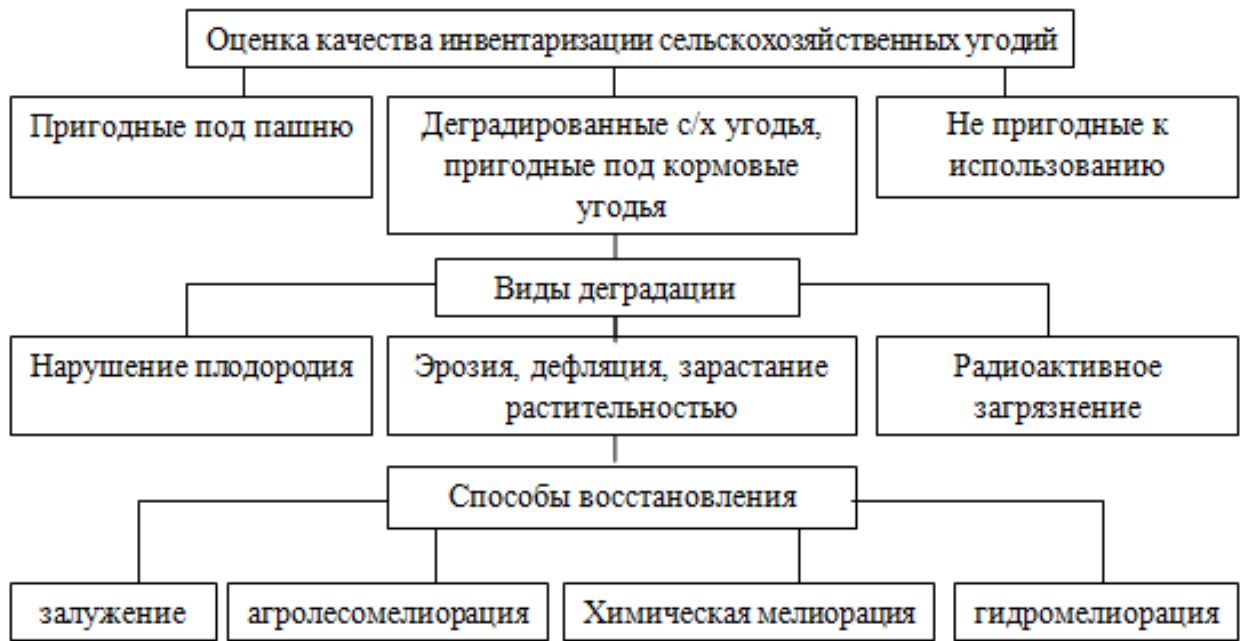 Оценка качества инвентаризации сельскохозяйственных угодий
Пригодные под пашню
Деградированные с/х угодья,
пригодные под кормовые
угодья
Не пригодные к
использованию
Виды деградации
Нарушение плодородия
Эрозия, дефляция, зарастание
растительностью
Радиоактивное
загрязнение
Способы восстановления
залужение
агролесомелиорация
Химическая мелиорация
гидромелиорация